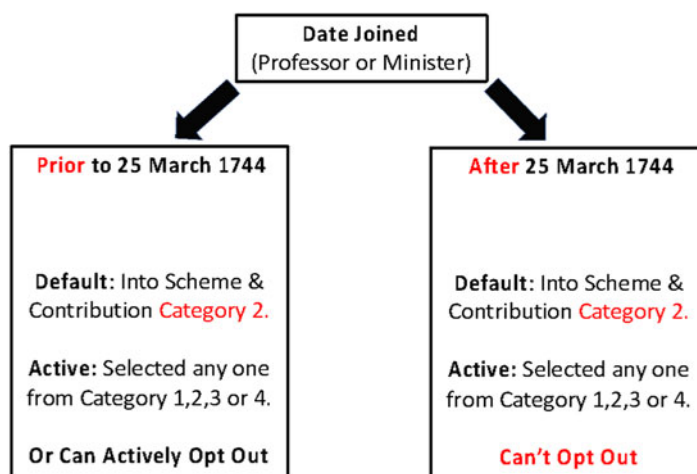 Date Joined
(Professor or Minister)
Prior to 25 March 1744
Default: Into Scheme &
Contribution Category 2.
Active: Selected any one
from Category 1,2,3 or 4.
Or Can Actively Opt Out
After 25 March 1744
Default: Into Scheme &
Contribution Category 2.
Active: Selected any one
from Category 1,2,3 or 4.
Can't Opt Out